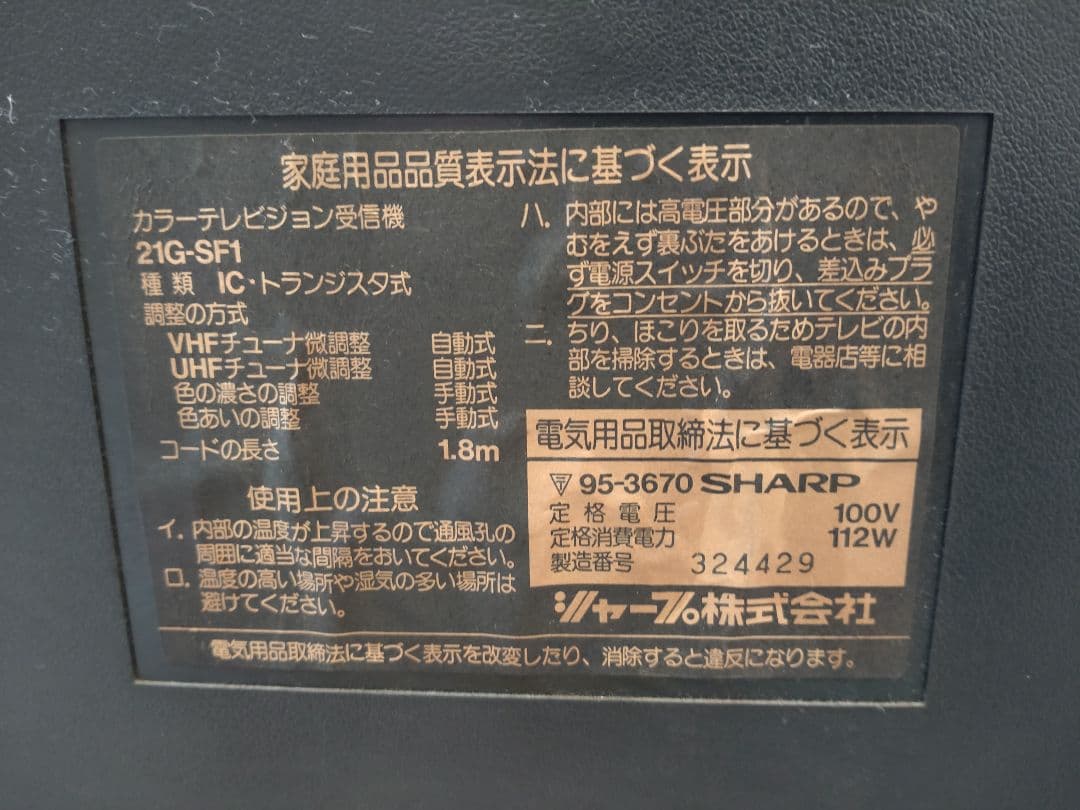 家庭用品品質表示法に基づく表示
カラーテレビジョン受信機
21G-SF1
種類 IC・トランジスタ式
調整の方式
VHFチューナ微調整 自動式
UHFチューナ微調整 自動式
色の濃さの調整 手動式
色あいの調整 手動式
コードの長さ 1.8m
使用上の注意
イ. 内部の温度が上昇するので通風孔の
周囲に適当な間隔をおいてください。
ロ. 温度の高い場所や湿気の多い場所は
避けてください。
ハ. 内部には高電圧部分があるので、や
むをえず裏ぶたをあけるときは、必
ず電源スイッチを切り、差込みプラ
グをコンセントから抜いてください。
ニ. ちり、ほこりを取るためテレビの内
部を掃除するときは、電器店等に相
談してください。
電気用品取締法に基づく表示
〒 95-3670 SHARP
定格電圧 100V
定格消費電力 112W
製造番号 324429
シャープ株式会社
電気用品取締法に基づく表示を改変したり、消除すると違反になります。